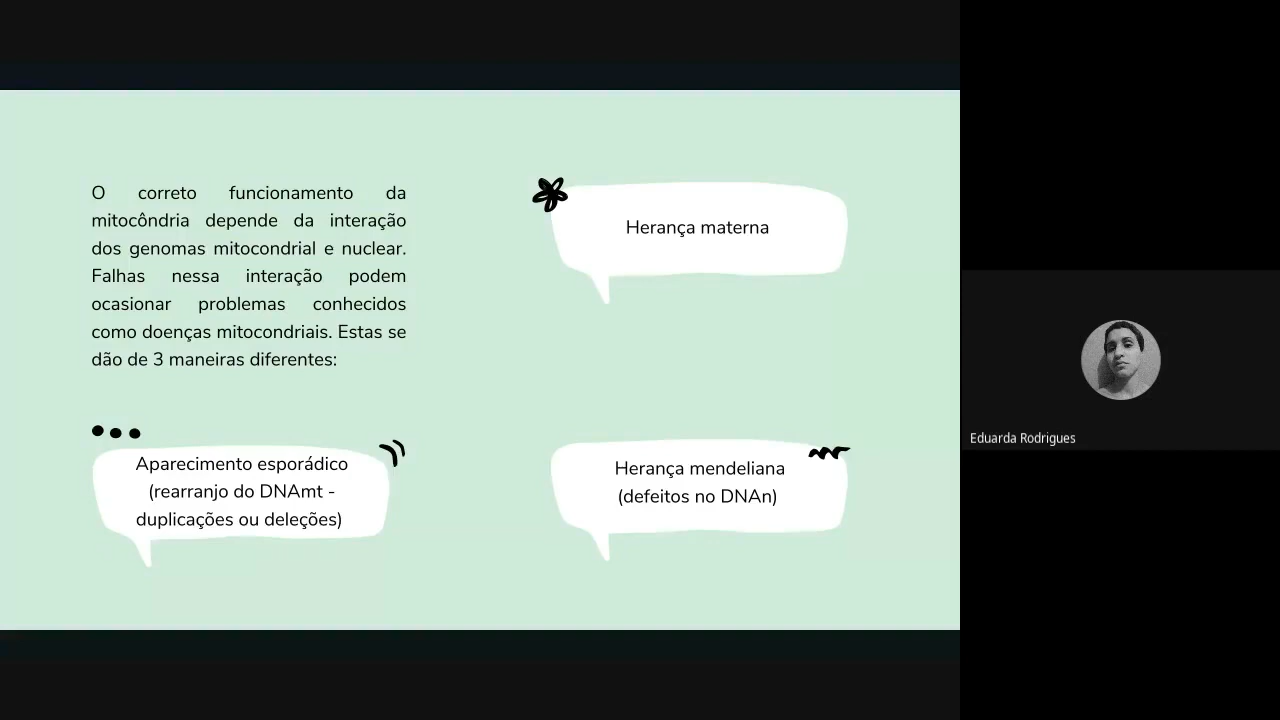 O correto funcionamento da
mitocôndria depende da interação
dos genomas mitocondrial e nuclear.
Falhas nessa interação podem
ocasionar problemas conhecidos
como doenças mitocondriais. Estas se
dão de 3 maneiras diferentes:
Herança materna
Aparecimento esporádico
(rearranjo do DNAmt -
duplicações ou deleções)
Herança mendeliana
(defeitos no DNAn)
Eduarda Rodrigues